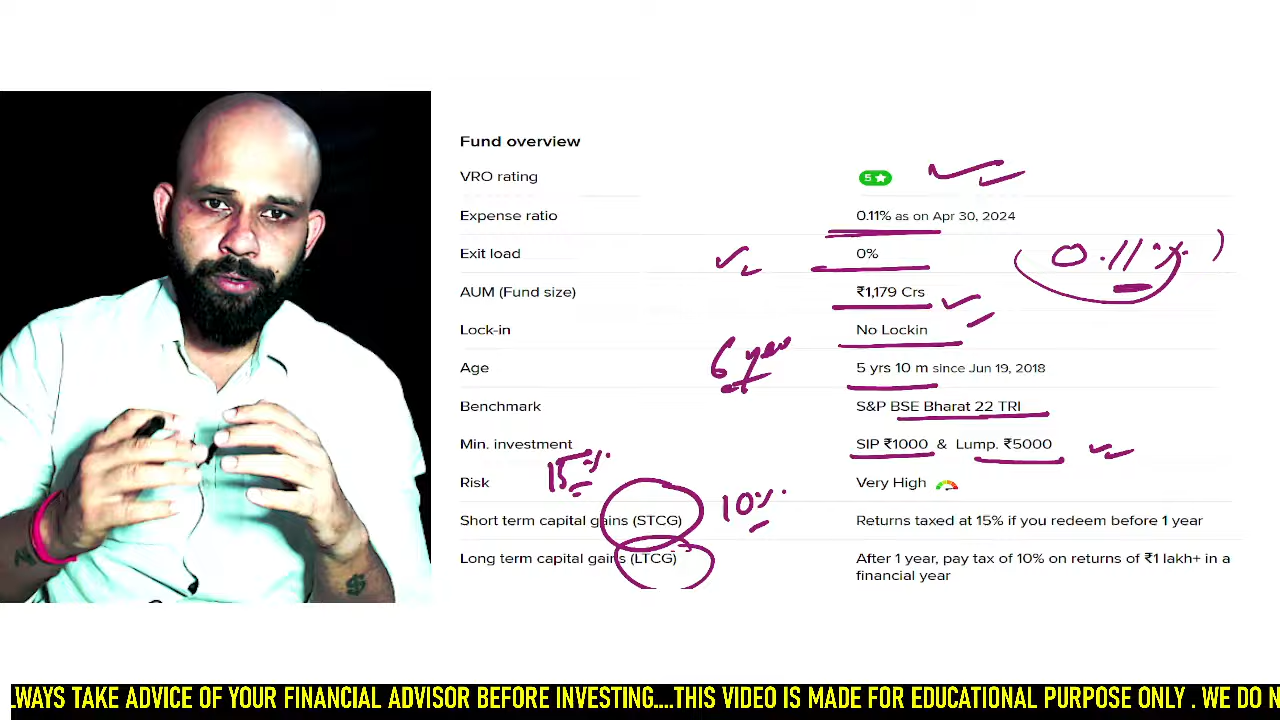 Fund overview
VRO rating 5★
Expense ratio 0.11% as on Apr 30, 2024
Exit load 0%
0.11%
AUM (Fund size) ₹1,179 Crs
Lock-in No Lockin
6 year
Age 5 yrs 10 m since Jun 19, 2018
Benchmark S&P BSE Bharat 22 TRI
Min. investment SIP ₹1000 & Lump. ₹5000
15%
Risk Very High
10%
Short term capital gains (STCG) Returns taxed at 15% if you redeem before 1 year
Long term capital gains (LTCG) After 1 year, pay tax of 10% on returns of ₹1 lakh+ in a
financial year
$
WAYS TAKE ADVICE OF YOUR FINANCIAL ADVISOR BEFORE INVESTING....THIS VIDEO IS MADE FOR EDUCATIONAL PURPOSE ONLY . WE DO